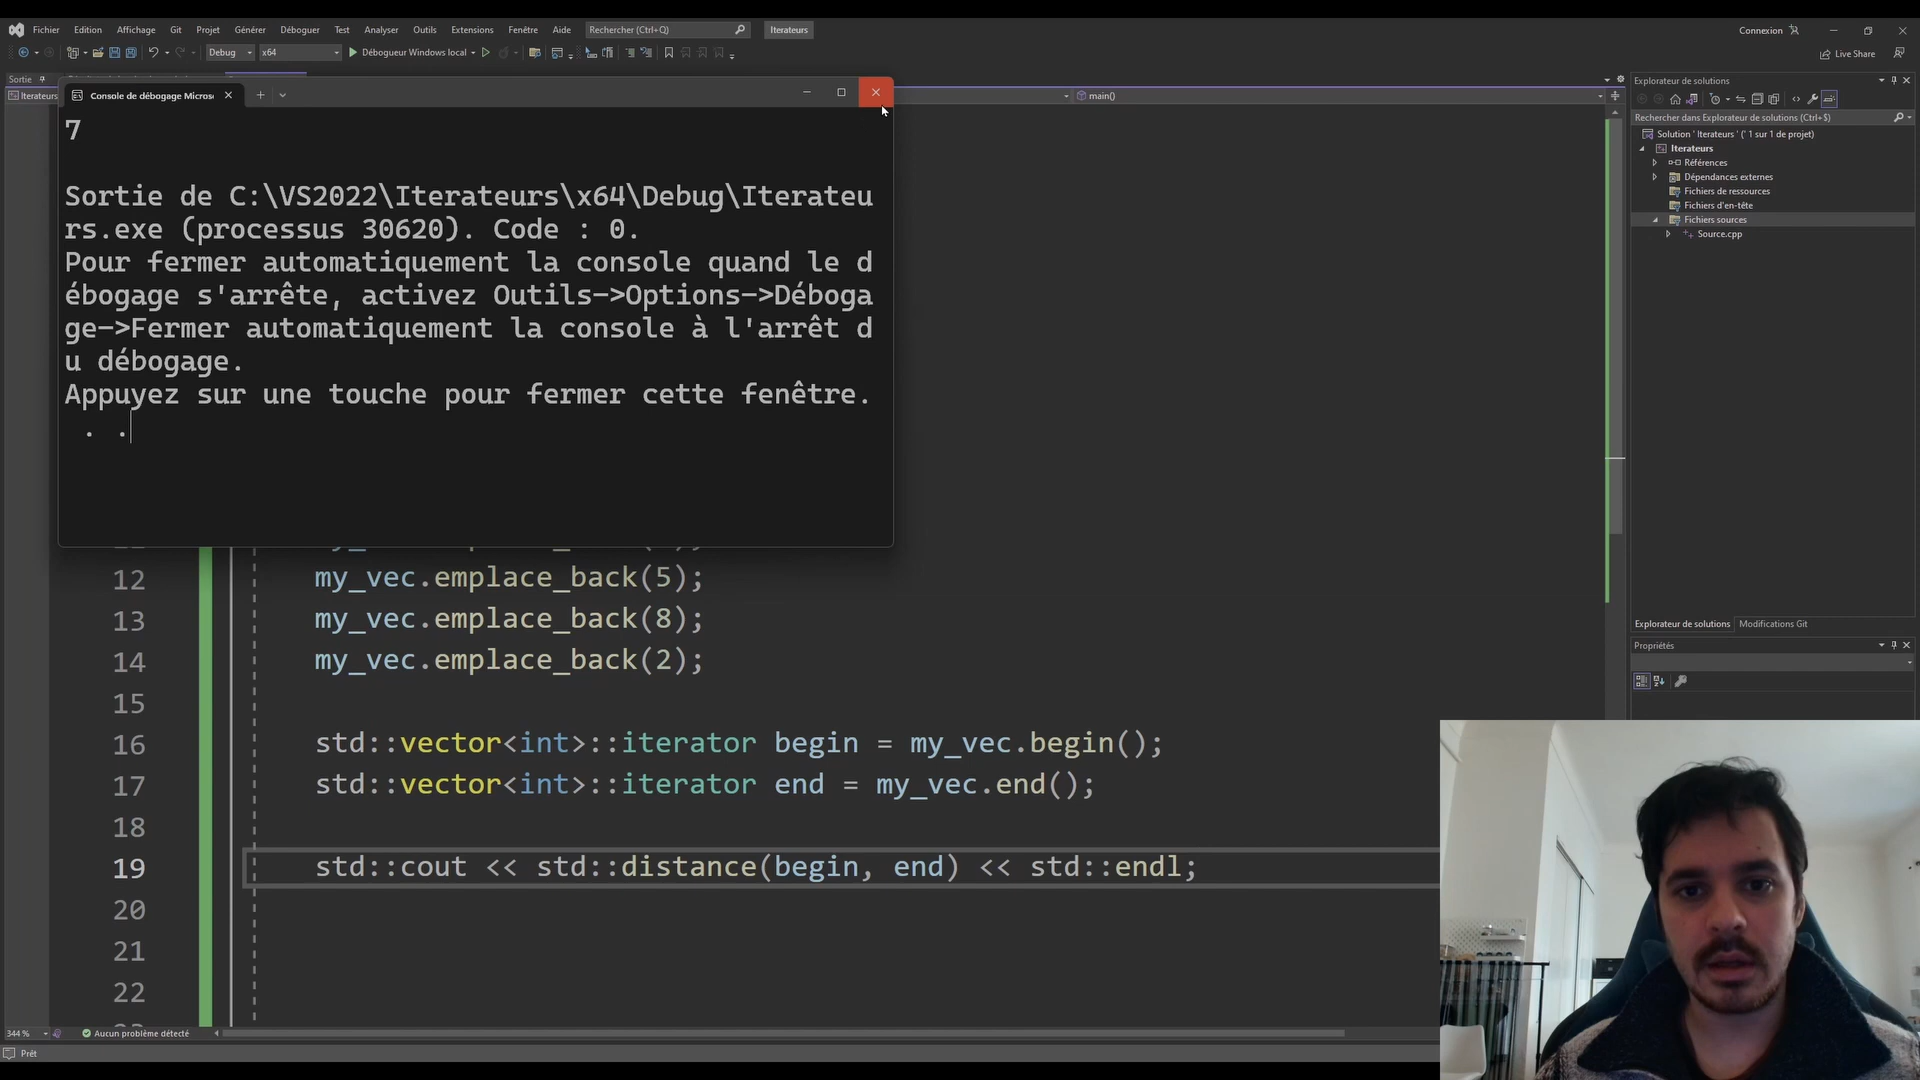 Fichier Edition Affichage Git Projet Générer Déboguer Test Analyser Outils Extensions Fenêtre Aide Rechercher (Ctrl+Q) Iterateurs Connexion
Debug x64 Débogueur Windows local Live Share
Sortie
Iterateurs
main()
Console de débogage Micros
7
Sortie de C:\VS2022\Iterateurs\x64\Debug\Iterateu
rs.exe (processus 30620). Code : 0.
Pour fermer automatiquement la console quand le d
ébogage s'arrête, activez Outils->Options->Déboga
ge->Fermer automatiquement la console à l'arrêt d
u débogage.
Appuyez sur une touche pour fermer cette fenêtre.
. .
12 my_vec.emplace_back(5);
13 my_vec.emplace_back(8);
14 my_vec.emplace_back(2);
15
16 std::vector<int>::iterator begin = my_vec.begin();
17 std::vector<int>::iterator end = my_vec.end();
18
19 std::cout << std::distance(begin, end) << std::endl;
20
21
22
344 % Aucun problème détecté
Prêt
Explorateur de solutions
Rechercher dans Explorateur de solutions (Ctrl+$)
Solution ' Iterateurs ' (' 1 sur 1 de projet)
Iterateurs
Références
Dépendances externes
Fichiers de ressources
Fichiers d'en-tête
Fichiers sources
Source.cpp
Explorateur de solutions Modifications Git
Propriétés